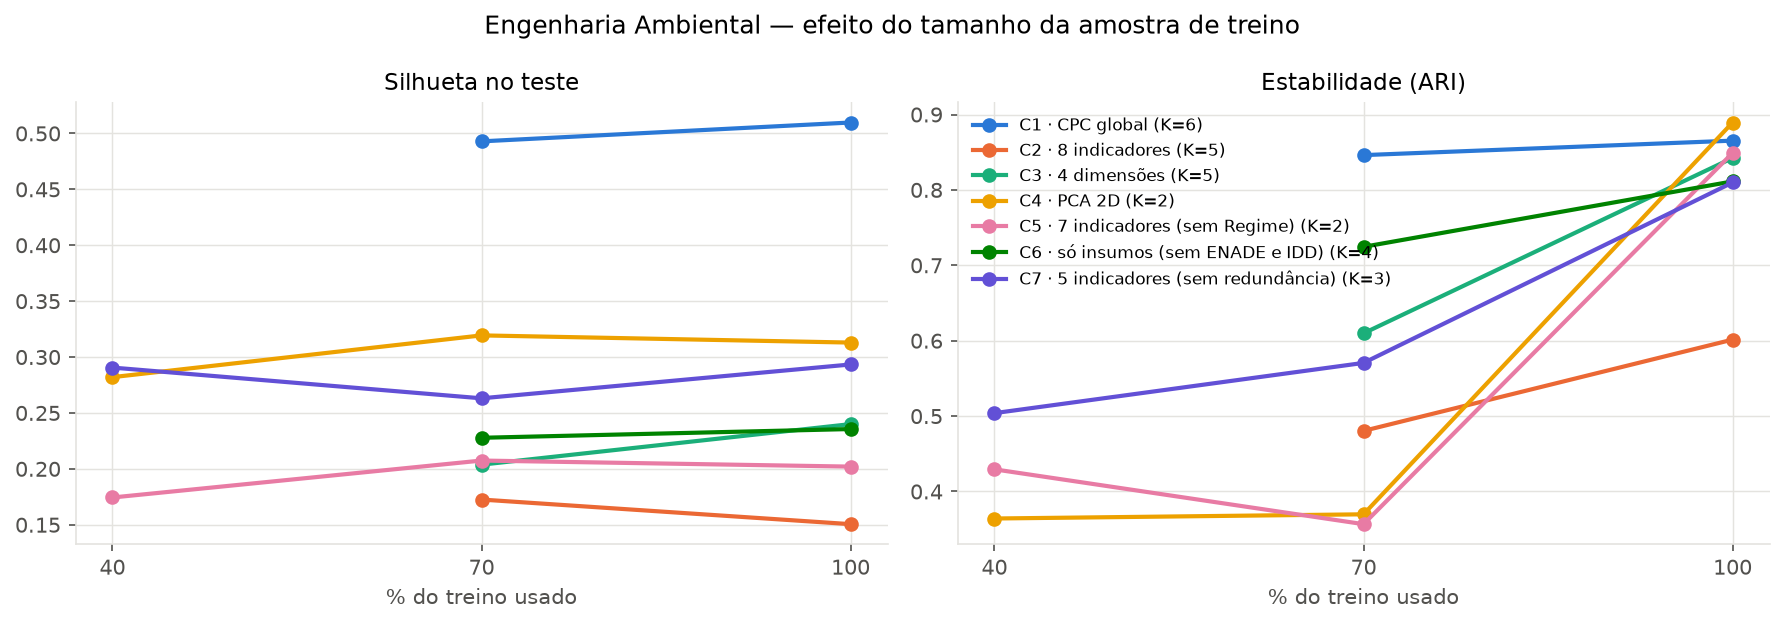 Engenharia Ambiental — efeito do tamanho da amostra de treino
Silhueta no teste
0.50
0.45
0.40
0.35
0.30
0.25
0.20
0.15
40
70
100
% do treino usado
Estabilidade (ARI)
0.9
0.8
0.7
0.6
0.5
0.4
C1 · CPC global (K=6)
C2 · 8 indicadores (K=5)
C3 · 4 dimensões (K=5)
C4 · PCA 2D (K=2)
C5 · 7 indicadores (sem Regime) (K=2)
C6 · só insumos (sem ENADE e IDD) (K=4)
C7 · 5 indicadores (sem redundância) (K=3)
40
70
100
% do treino usado